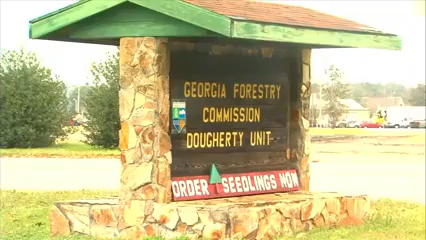 GEORGIA FORESTRY
COMMISSION
DOUGHERTY UNIT
ORDER SEEDLINGS NOW